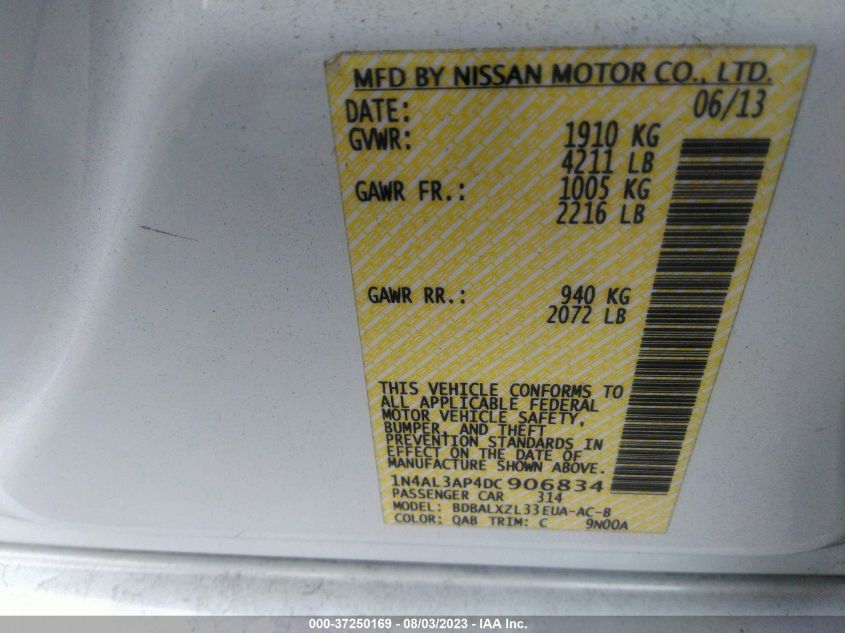 MFD BY NISSAN MOTOR CO., LTD.
DATE: 06/13
GVWR: 1910 KG
4211 LB
GAWR FR.: 1005 KG
2216 LB
GAWR RR.: 940 KG
2072 LB
THIS VEHICLE CONFORMS TO
ALL APPLICABLE FEDERAL
MOTOR VEHICLE SAFETY,
BUMPER, AND THEFT
PREVENTION STANDARDS IN
EFFECT ON THE DATE OF
MANUFACTURE SHOWN ABOVE.
1N4AL3AP4DC906834
PASSENGER CAR 314
MODEL: BDBALXZL33EUA-AC-B
COLOR: QAB TRIM: C 9N00A
000-37250169 - 08/03/2023 - IAA Inc.